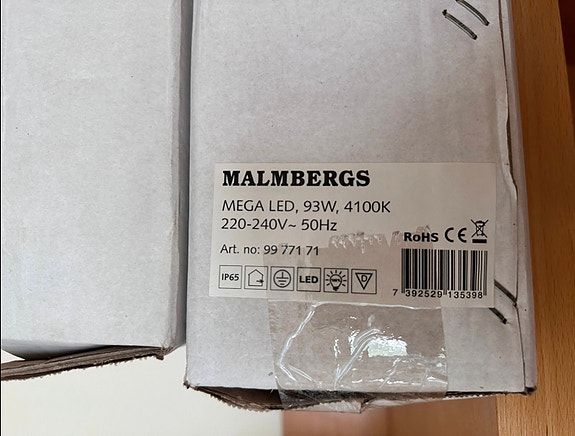 MALMBERGS
MEGA LED, 93W, 4100K
220-240V~ 50Hz
Art. no: 99 771 71
RoHS CE
IP65
LED
D
7 392529 135398